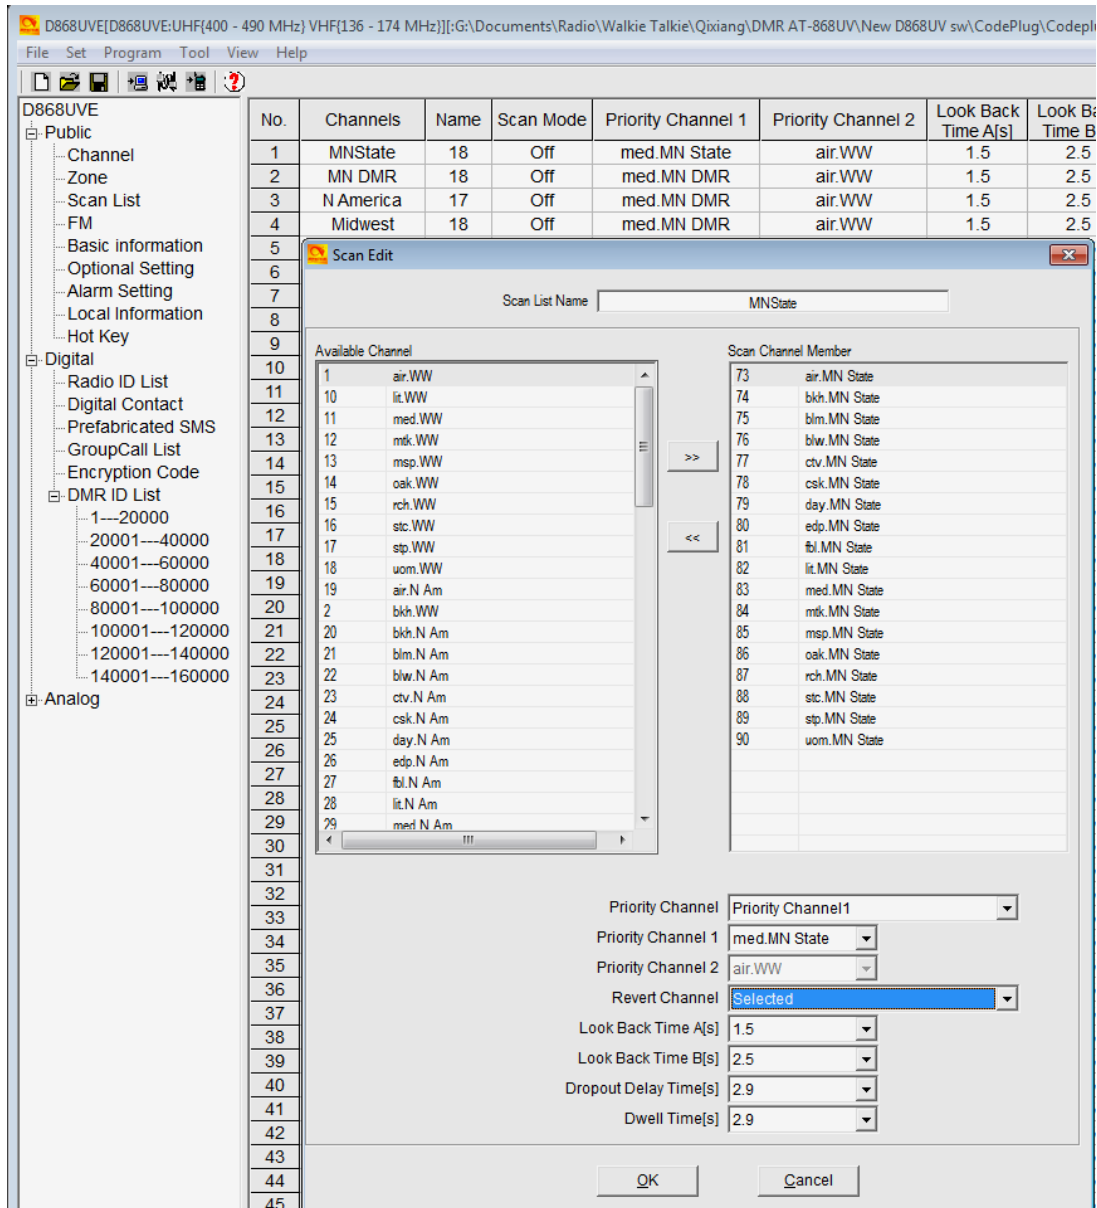 D868UVE[D868UVE:UHF{400 - 490 MHz} VHF{136 - 174 MHz}][:G:\Documents\Radio\Walkie Talkie\Qixiang\DMR AT-868UV\New D868UV sw\CodePlug\Codeplu
File Set Program Tool View Help
D868UVE
Public
Channel
Zone
Scan List
FM
Basic information
Optional Setting
Alarm Setting
Local Information
Hot Key
Digital
Radio ID List
Digital Contact
Prefabricated SMS
GroupCall List
Encryption Code
DMR ID List
1---20000
20001---40000
40001---60000
60001---80000
80001---100000
100001---120000
120001---140000
140001---160000
Analog
No. Channels Name Scan Mode Priority Channel 1 Priority Channel 2 Look Back Time A[s] Look Ba Time B
1 MNState 18 Off med.MN State air.WW 1.5 2.5
2 MN DMR 18 Off med.MN DMR air.WW 1.5 2.5
3 N America 17 Off med.MN DMR air.WW 1.5 2.5
4 Midwest 18 Off med.MN DMR air.WW 1.5 2.5
5
6
7
8
9
10
11
12
13
14
15
16
17
18
19
20
21
22
23
24
25
26
27
28
29
30
31
32
33
34
35
36
37
38
39
40
41
42
43
44
45
Scan Edit
Scan List Name MNState
Available Channel
1 air.WW
10 lit.WW
11 med.WW
12 mtk.WW
13 msp.WW
14 oak.WW
15 rch.WW
16 stc.WW
17 stp.WW
18 uom.WW
19 air.N Am
2 bkh.WW
20 bkh.N Am
21 blm.N Am
22 blw.N Am
23 ctv.N Am
24 csk.N Am
25 day.N Am
26 edp.N Am
27 fbl.N Am
28 lit.N Am
29 med.N Am
>>
<<
Scan Channel Member
73 air.MN State
74 bkh.MN State
75 blm.MN State
76 blw.MN State
77 ctv.MN State
78 csk.MN State
79 day.MN State
80 edp.MN State
81 fbl.MN State
82 lit.MN State
83 med.MN State
84 mtk.MN State
85 msp.MN State
86 oak.MN State
87 rch.MN State
88 stc.MN State
89 stp.MN State
90 uom.MN State
Priority Channel Priority Channel1
Priority Channel 1 med.MN State
Priority Channel 2 air.WW
Revert Channel Selected
Look Back Time A[s] 1.5
Look Back Time B[s] 2.5
Dropout Delay Time[s] 2.9
Dwell Time[s] 2.9
OK Cancel